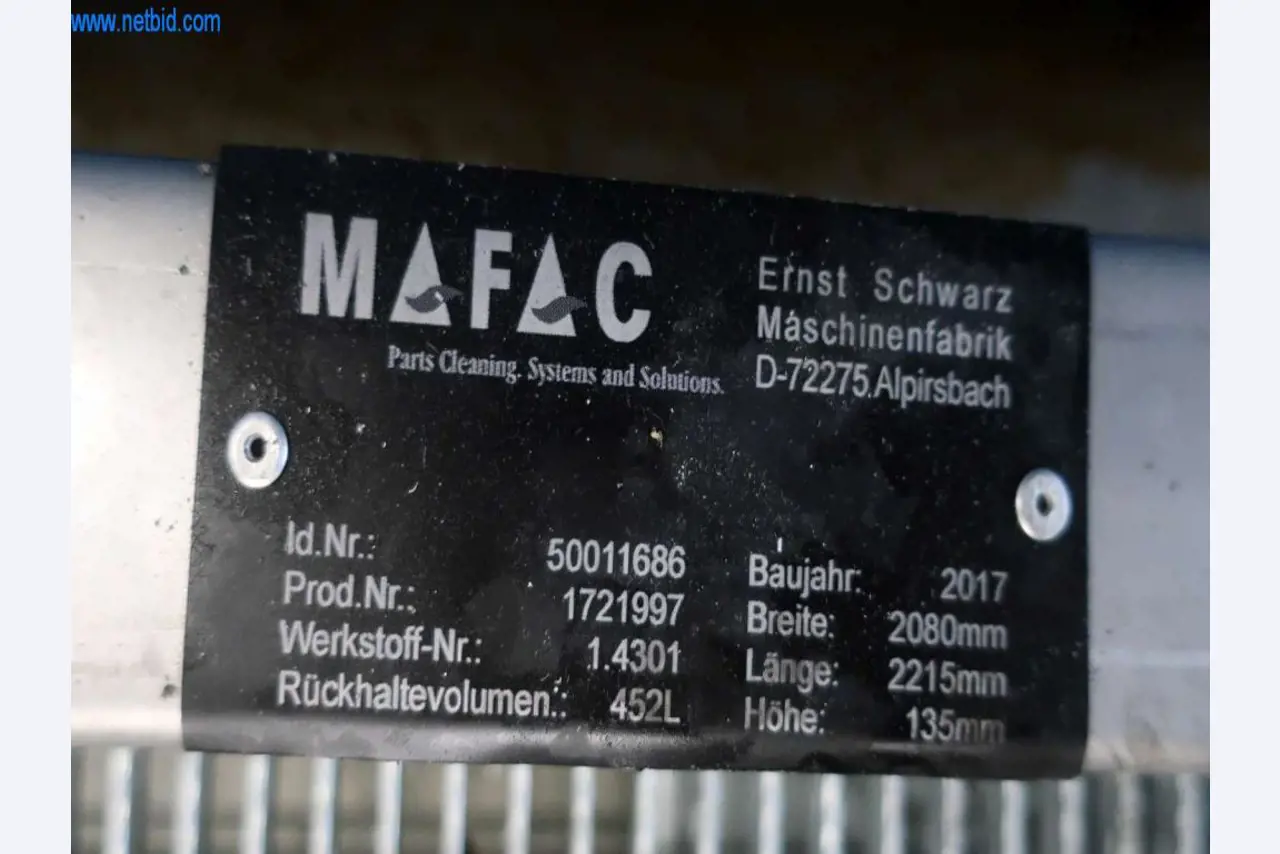 www.netbid.com
MAFAC
Parts Cleaning. Systems and Solutions.
Ernst Schwarz
Maschinenfabrik
D-72275 Alpirsbach
Id.Nr.: 50011686
Prod.Nr.: 1721997
Werkstoff-Nr.: 1.4301
Rückhaltevolumen.: 452L
Baujahr: 2017
Breite: 2080mm
Länge: 2215mm
Höhe: 135mm